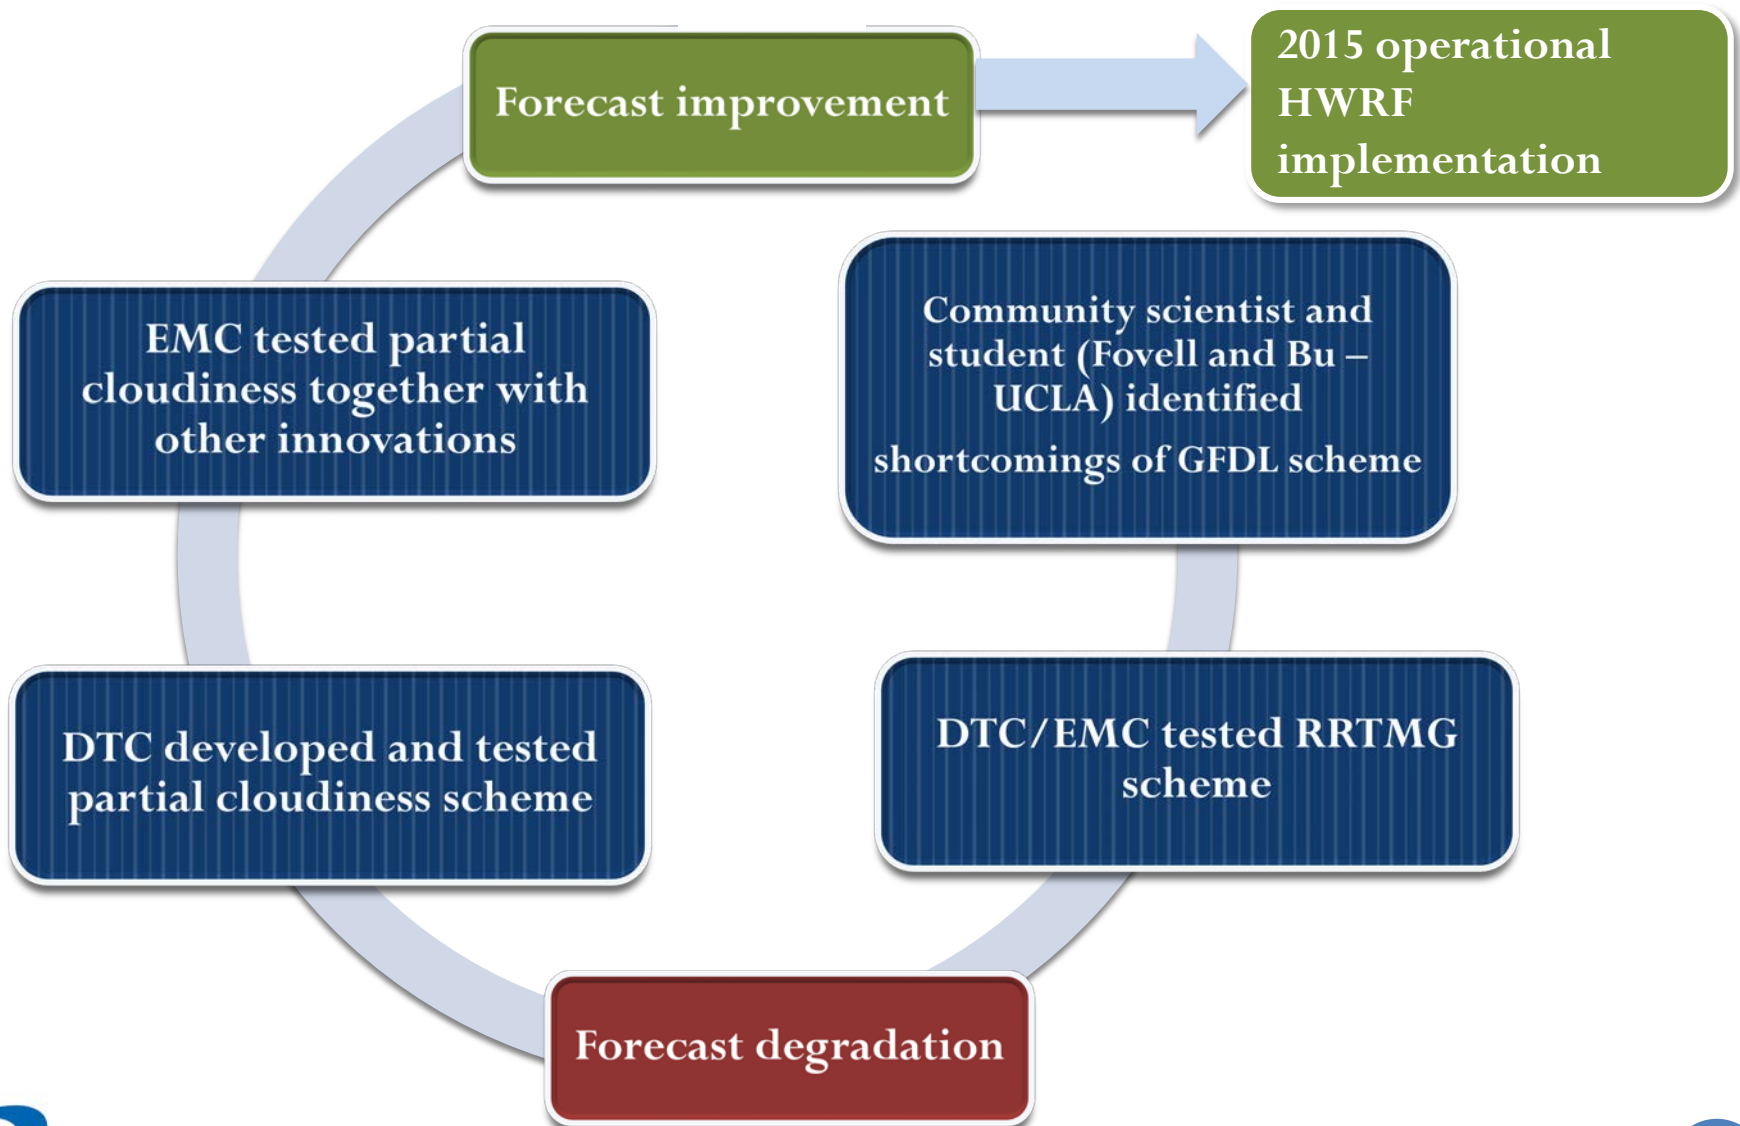 Forecast improvement
2015 operational
HWRF
implementation
Community scientist and
student (Fovell and Bu –
UCLA) identified
shortcomings of GFDL scheme
DTC/EMC tested RRTMG
scheme
Forecast degradation
DTC developed and tested
partial cloudiness scheme
EMC tested partial
cloudiness together with
other innovations